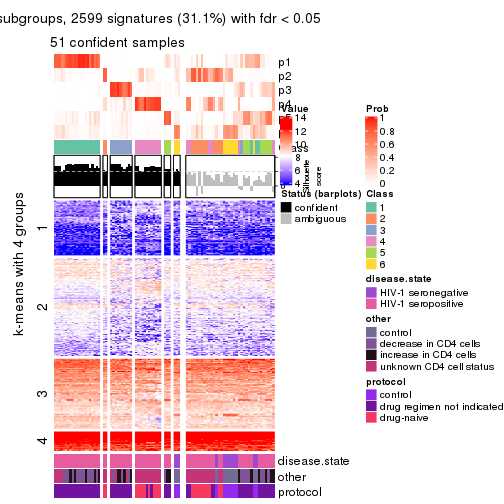 subgroups, 2599 signatures (31.1%) with fdr < 0.05
51 confident samples
p1
p2
p3
p4
Value
14
12
10
8
6
4
Silhouette
score
Prob
1
0.8
0.6
0.4
0.2
0
Status (barplots)
confident
ambiguous
Class
1
2
3
4
5
6
disease.state
HIV-1 seronegative
HIV-1 seropositive
other
control
decrease in CD4 cells
increase in CD4 cells
unknown CD4 cell status
protocol
control
drug regimen not indicated
drug-naive
k-means with 4 groups
1
2
3
4
disease.state
other
protocol